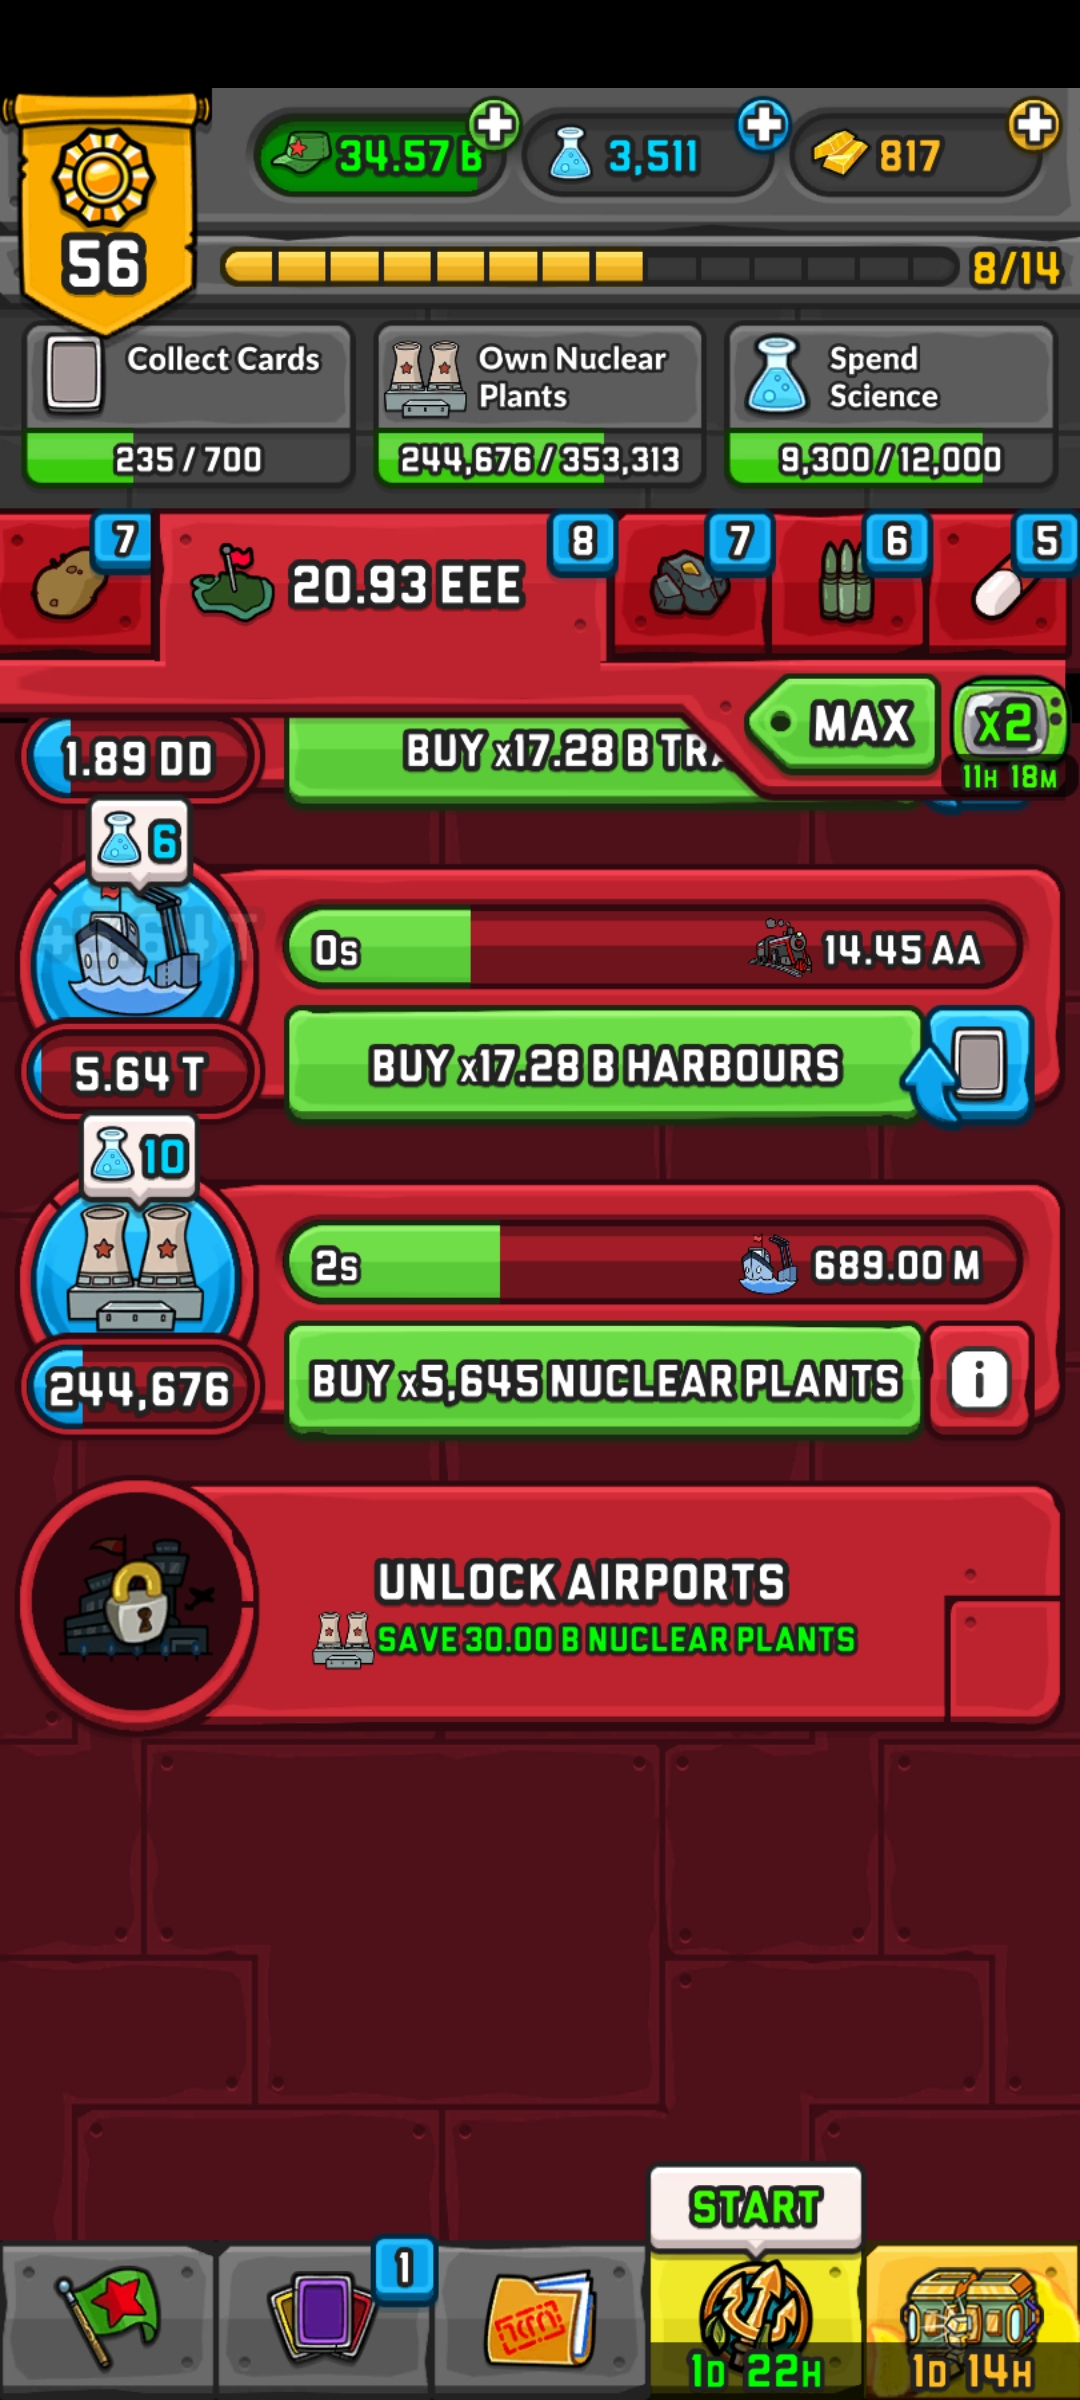 34.57 B
3,511
817
56
8/14
Collect Cards
235 / 700
Own Nuclear
Plants
244,676 / 353,313
Spend
Science
9,300 / 12,000
7
20.93 EEE
8
7
6
5
MAX
x2
11H 18M
1.89 DD
BUY x17.28 B
6
0s
14.45 AA
5.64 T
BUY x17.28 B HARBOURS
10
2s
689.00 M
244,676
BUY x5,645 NUCLEAR PLANTS
i
UNLOCK AIRPORTS
SAVE 30.00 B NUCLEAR PLANTS
START
1
1D 22H
1D 14H